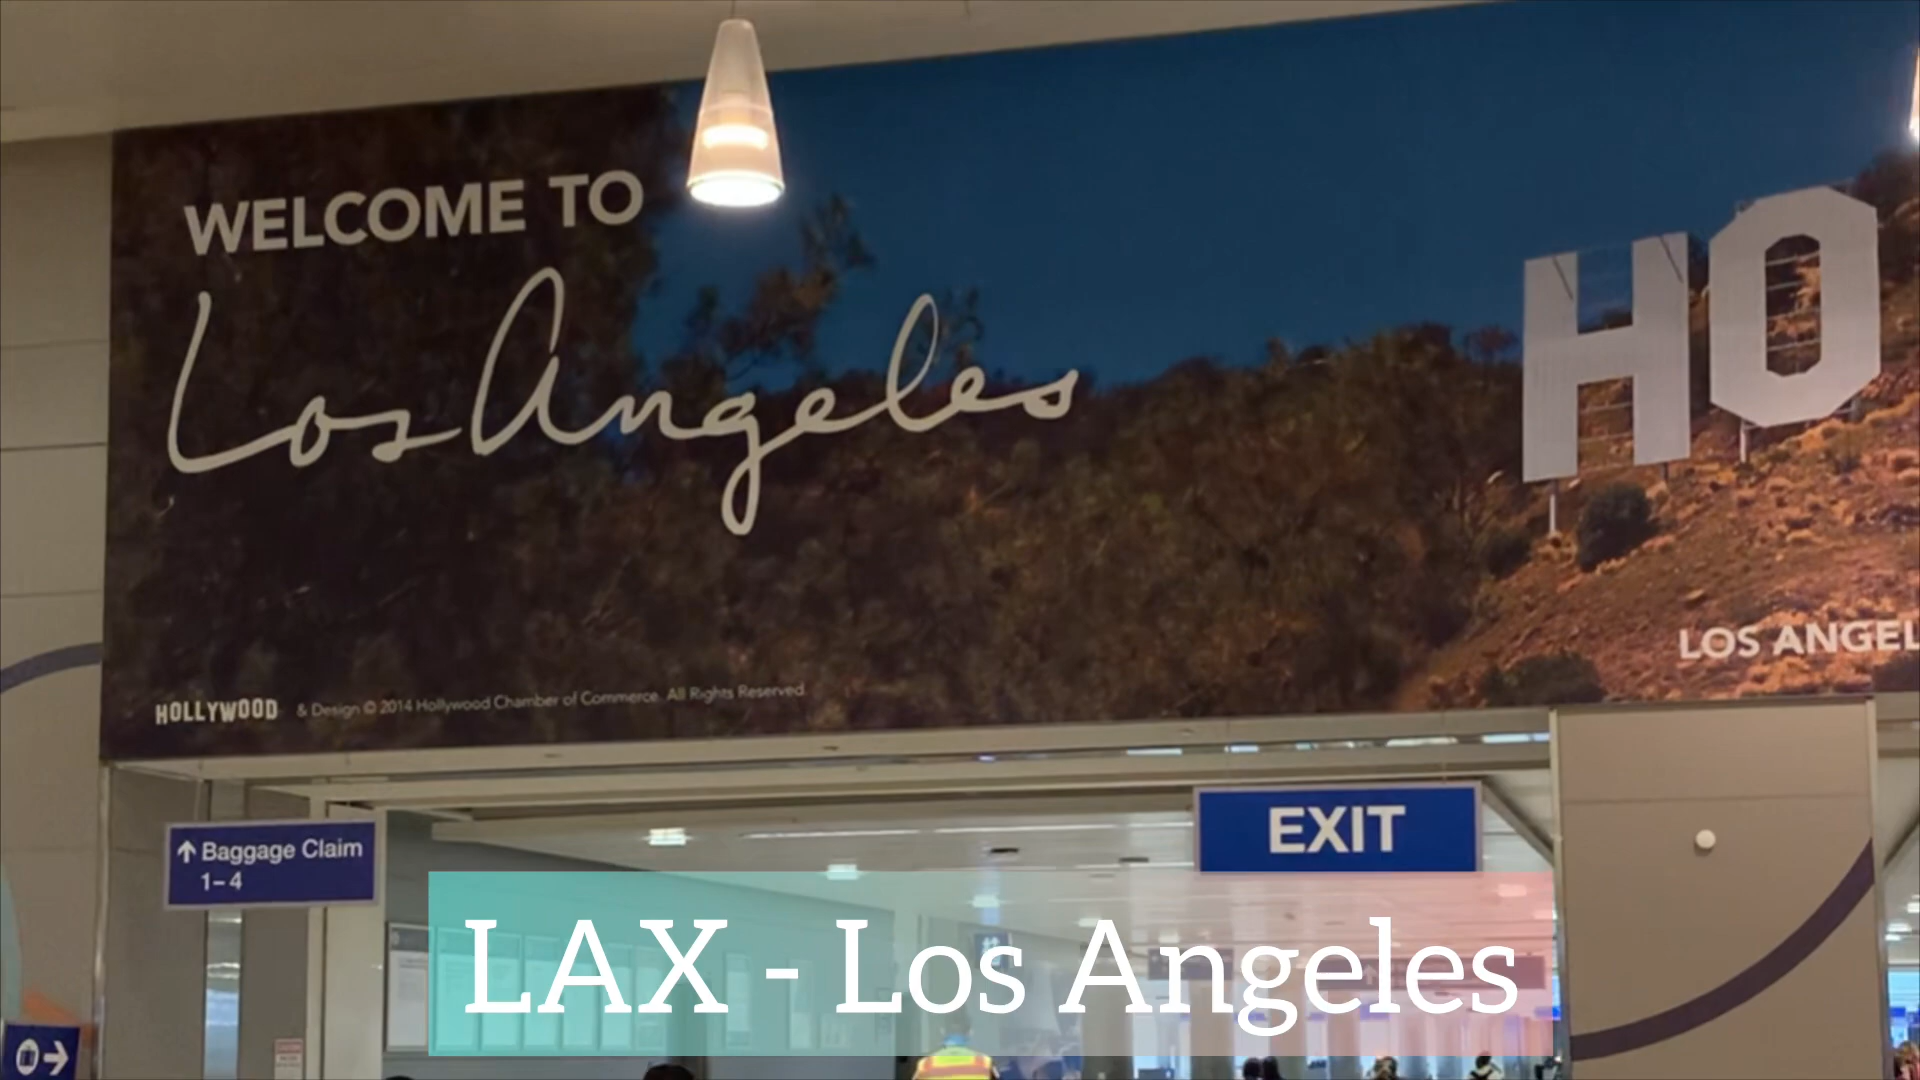 WELCOME TO
Los Angeles
HO
LOS ANGEL
HOLLYWOOD & Design © 2014 Hollywood Chamber of Commerce. All Rights Reserved.
EXIT
Baggage Claim
1–4
LAX - Los Angeles